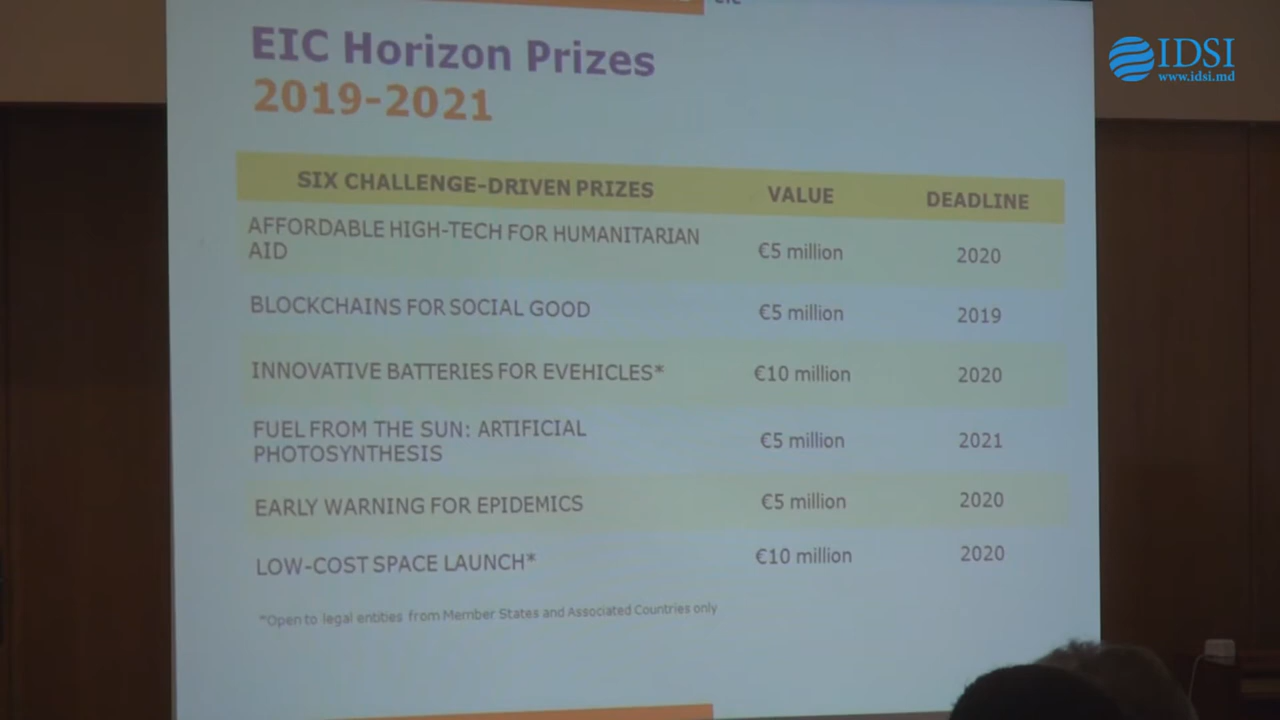 EIC
IDSI
www.idsi.md
EIC Horizon Prizes
2019-2021
SIX CHALLENGE-DRIVEN PRIZES VALUE DEADLINE
AFFORDABLE HIGH-TECH FOR HUMANITARIAN
AID €5 million 2020
BLOCKCHAINS FOR SOCIAL GOOD €5 million 2019
INNOVATIVE BATTERIES FOR EVEHICLES* €10 million 2020
FUEL FROM THE SUN: ARTIFICIAL
PHOTOSYNTHESIS €5 million 2021
EARLY WARNING FOR EPIDEMICS €5 million 2020
LOW-COST SPACE LAUNCH* €10 million 2020
*Open to legal entities from Member States and Associated Countries only